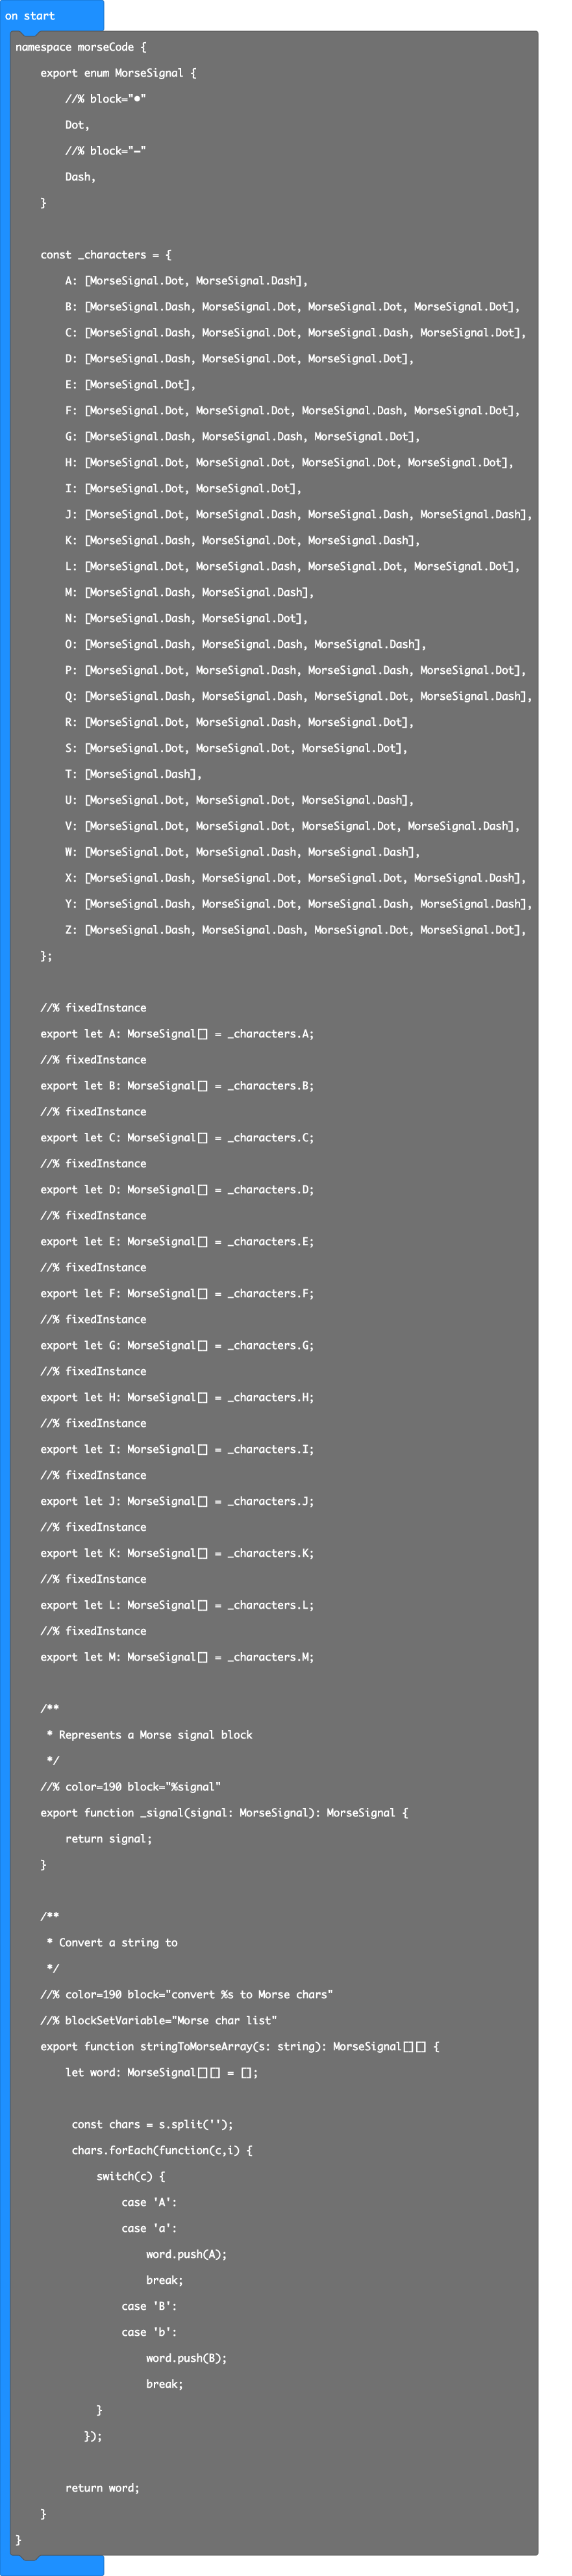 on start
namespace morseCode {
export enum MorseSignal {
//% block="●"
Dot,
//% block="—"
Dash,
}
const _characters = {
A: [MorseSignal.Dot, MorseSignal.Dash],
B: [MorseSignal.Dash, MorseSignal.Dot, MorseSignal.Dot, MorseSignal.Dot],
C: [MorseSignal.Dash, MorseSignal.Dot, MorseSignal.Dash, MorseSignal.Dot],
D: [MorseSignal.Dash, MorseSignal.Dot, MorseSignal.Dot],
E: [MorseSignal.Dot],
F: [MorseSignal.Dot, MorseSignal.Dot, MorseSignal.Dash, MorseSignal.Dot],
G: [MorseSignal.Dash, MorseSignal.Dash, MorseSignal.Dot],
H: [MorseSignal.Dot, MorseSignal.Dot, MorseSignal.Dot, MorseSignal.Dot],
I: [MorseSignal.Dot, MorseSignal.Dot],
J: [MorseSignal.Dot, MorseSignal.Dash, MorseSignal.Dash, MorseSignal.Dash],
K: [MorseSignal.Dash, MorseSignal.Dot, MorseSignal.Dash],
L: [MorseSignal.Dot, MorseSignal.Dash, MorseSignal.Dot, MorseSignal.Dot],
M: [MorseSignal.Dash, MorseSignal.Dash],
N: [MorseSignal.Dash, MorseSignal.Dot],
O: [MorseSignal.Dash, MorseSignal.Dash, MorseSignal.Dash],
P: [MorseSignal.Dot, MorseSignal.Dash, MorseSignal.Dash, MorseSignal.Dot],
Q: [MorseSignal.Dash, MorseSignal.Dash, MorseSignal.Dot, MorseSignal.Dash],
R: [MorseSignal.Dot, MorseSignal.Dash, MorseSignal.Dot],
S: [MorseSignal.Dot, MorseSignal.Dot, MorseSignal.Dot],
T: [MorseSignal.Dash],
U: [MorseSignal.Dot, MorseSignal.Dot, MorseSignal.Dash],
V: [MorseSignal.Dot, MorseSignal.Dot, MorseSignal.Dot, MorseSignal.Dash],
W: [MorseSignal.Dot, MorseSignal.Dash, MorseSignal.Dash],
X: [MorseSignal.Dash, MorseSignal.Dot, MorseSignal.Dot, MorseSignal.Dash],
Y: [MorseSignal.Dash, MorseSignal.Dot, MorseSignal.Dash, MorseSignal.Dash],
Z: [MorseSignal.Dash, MorseSignal.Dash, MorseSignal.Dot, MorseSignal.Dot],
};
//% fixedInstance
export let A: MorseSignal[] = _characters.A;
//% fixedInstance
export let B: MorseSignal[] = _characters.B;
//% fixedInstance
export let C: MorseSignal[] = _characters.C;
//% fixedInstance
export let D: MorseSignal[] = _characters.D;
//% fixedInstance
export let E: MorseSignal[] = _characters.E;
//% fixedInstance
export let F: MorseSignal[] = _characters.F;
//% fixedInstance
export let G: MorseSignal[] = _characters.G;
//% fixedInstance
export let H: MorseSignal[] = _characters.H;
//% fixedInstance
export let I: MorseSignal[] = _characters.I;
//% fixedInstance
export let J: MorseSignal[] = _characters.J;
//% fixedInstance
export let K: MorseSignal[] = _characters.K;
//% fixedInstance
export let L: MorseSignal[] = _characters.L;
//% fixedInstance
export let M: MorseSignal[] = _characters.M;
/**
* Represents a Morse signal block
*/
//% color=190 block="%signal"
export function _signal(signal: MorseSignal): MorseSignal {
return signal;
}
/**
* Convert a string to
*/
//% color=190 block="convert %s to Morse chars"
//% blockSetVariable="Morse char list"
export function stringToMorseArray(s: string): MorseSignal[][] {
let word: MorseSignal[][] = [];
const chars = s.split('');
chars.forEach(function(c,i) {
switch(c) {
case 'A':
case 'a':
word.push(A);
break;
case 'B':
case 'b':
word.push(B);
break;
}
});
return word;
}
}